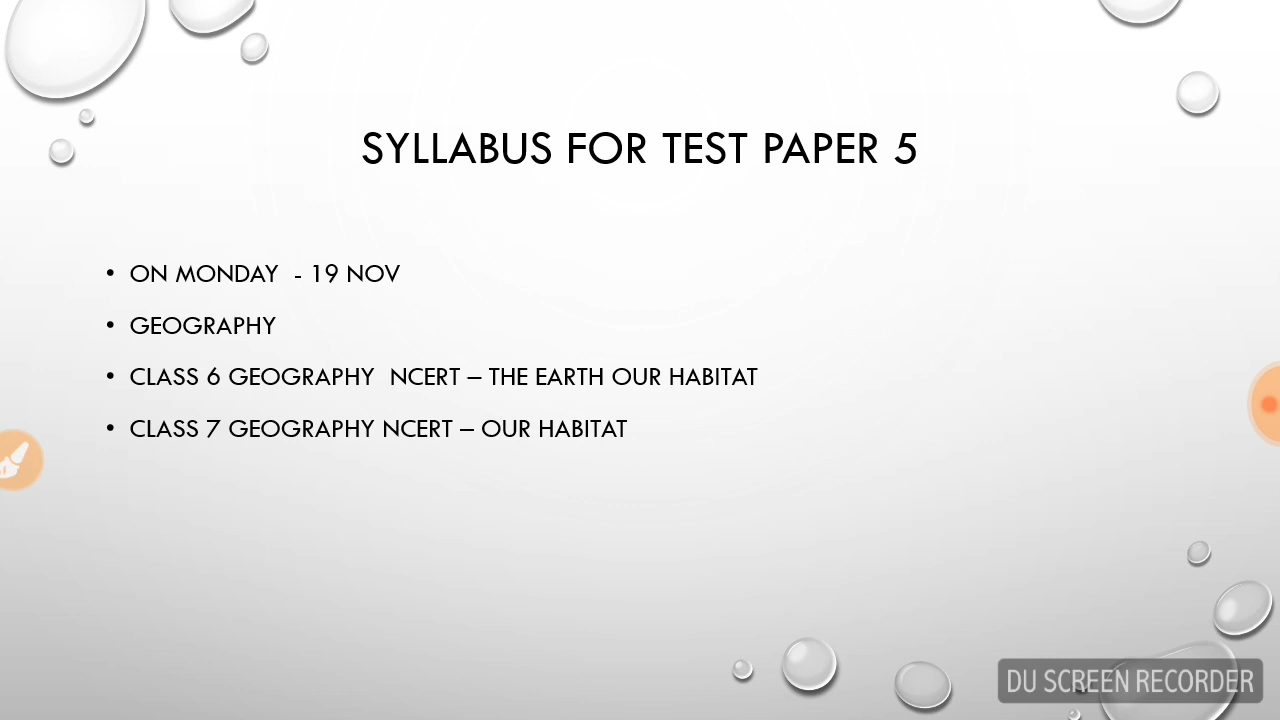 SYLLABUS FOR TEST PAPER 5
• ON MONDAY - 19 NOV
• GEOGRAPHY
• CLASS 6 GEOGRAPHY NCERT – THE EARTH OUR HABITAT
• CLASS 7 GEOGRAPHY NCERT – OUR HABITAT
DU SCREEN RECORDER